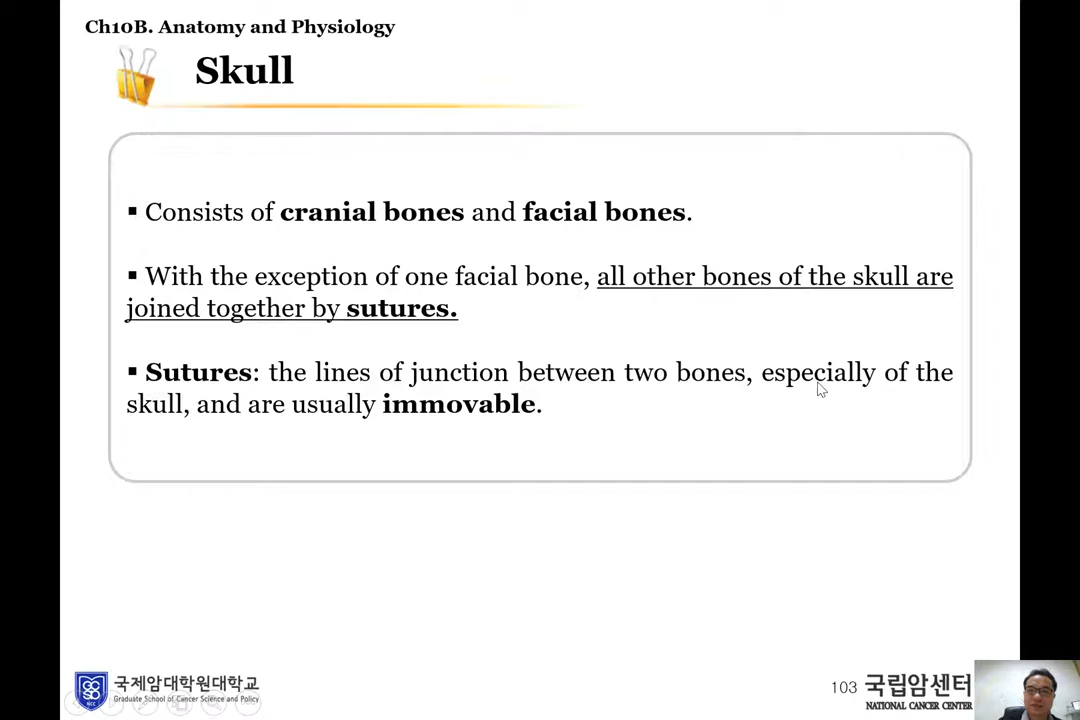 Ch10B. Anatomy and Physiology
Skull
▪ Consists of cranial bones and facial bones.
▪ With the exception of one facial bone, all other bones of the skull are
joined together by sutures.
▪ Sutures: the lines of junction between two bones, especially of the
skull, and are usually immovable.
국제암대학원대학교
Graduate School of Cancer Science and Policy
NCC
103 국립암센터
NATIONAL CANCER CENTER